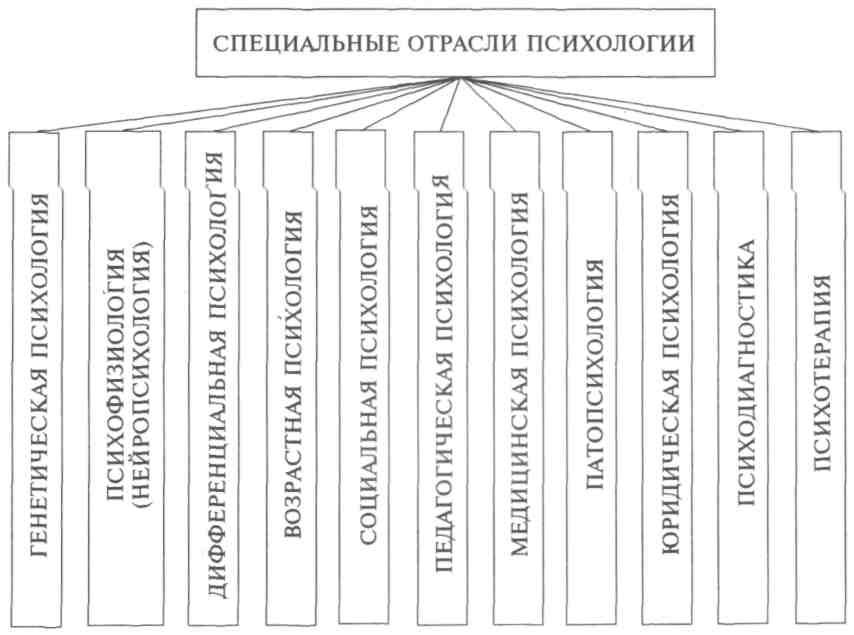 СПЕЦИАЛЬНЫЕ ОТРАСЛИ ПСИХОЛОГИИ
ГЕНЕТИЧЕСКАЯ ПСИХОЛОГИЯ
ПСИХОФИЗИОЛОГИЯ
(НЕЙРОПСИХОЛОГИЯ)
ДИФФЕРЕНЦИАЛЬНАЯ ПСИХОЛОГИЯ
ВОЗРАСТНАЯ ПСИХОЛОГИЯ
СОЦИАЛЬНАЯ ПСИХОЛОГИЯ
ПЕДАГОГИЧЕСКАЯ ПСИХОЛОГИЯ
МЕДИЦИНСКАЯ ПСИХОЛОГИЯ
ПАТОПСИХОЛОГИЯ
ЮРИДИЧЕСКАЯ ПСИХОЛОГИЯ
ПСИХОДИАГНОСТИКА
ПСИХОТЕРАПИЯ